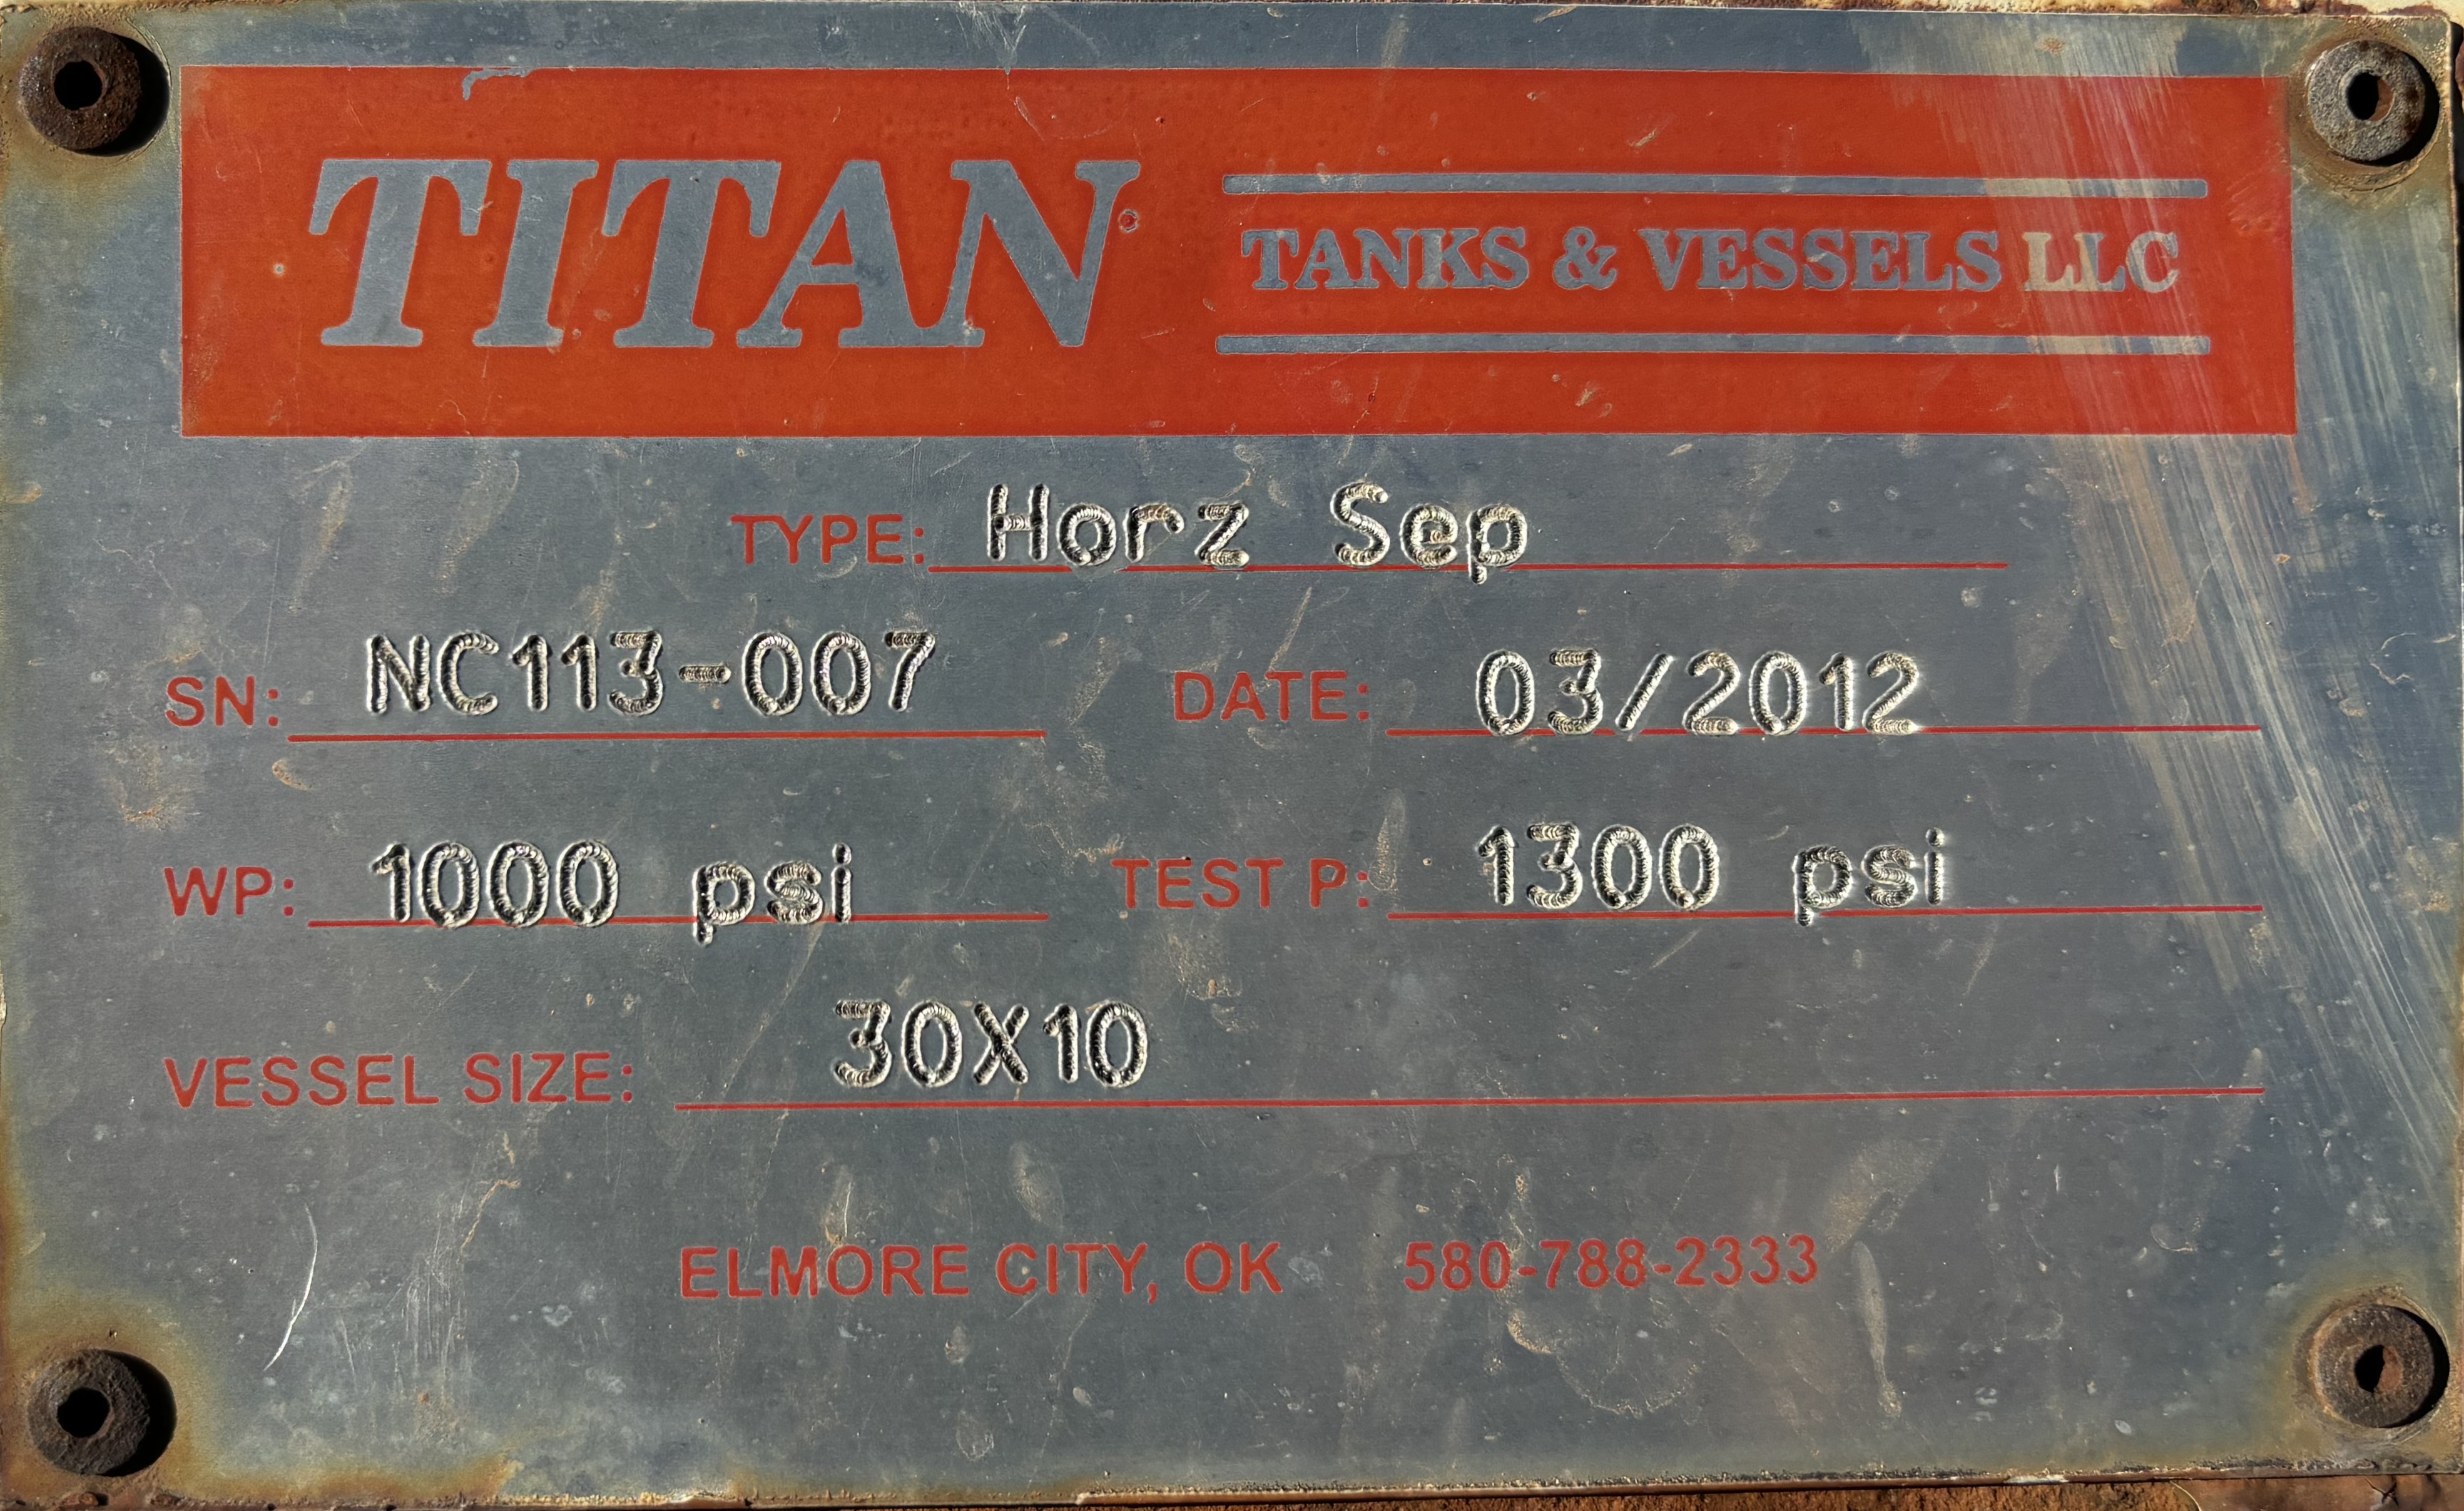 TITAN TANKS & VESSELS LLC
TYPE: Horz Sep
SN: NC113-007 DATE: 03/2012
WP: 1000 psi TEST P: 1300 psi
VESSEL SIZE: 30X10
ELMORE CITY, OK 580-788-2333